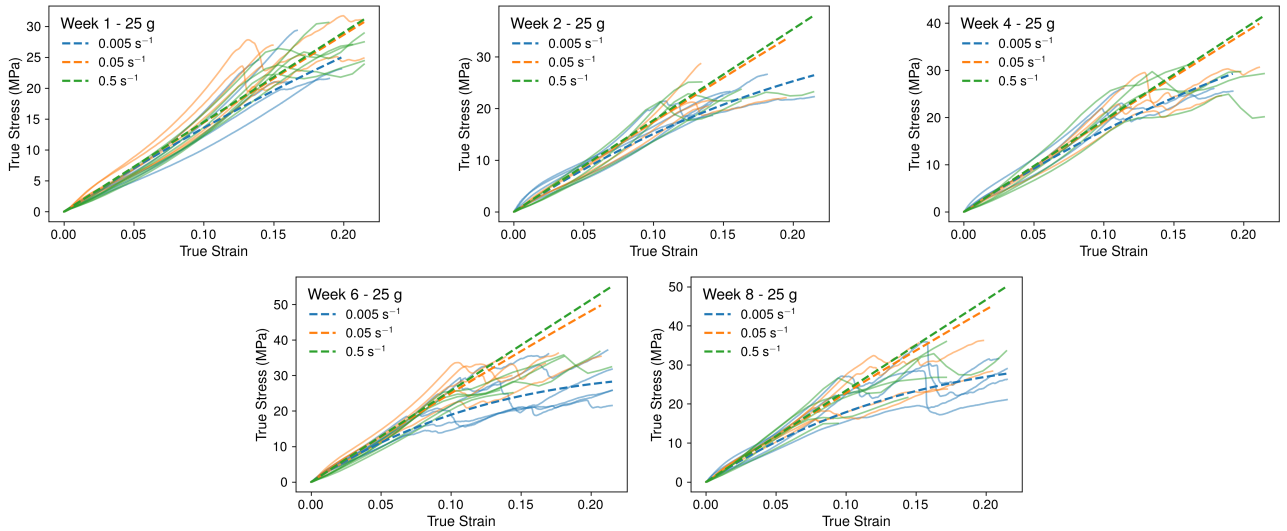 Week 1 - 25 g
0.005 s⁻¹
0.05 s⁻¹
0.5 s⁻¹
True Stress (MPa)
30
25
20
15
10
5
0
0.00 0.05 0.10 0.15 0.20
True Strain
Week 2 - 25 g
0.005 s⁻¹
0.05 s⁻¹
0.5 s⁻¹
True Stress (MPa)
30
20
10
0
0.00 0.05 0.10 0.15 0.20
True Strain
Week 4 - 25 g
0.005 s⁻¹
0.05 s⁻¹
0.5 s⁻¹
True Stress (MPa)
40
30
20
10
0
0.00 0.05 0.10 0.15 0.20
True Strain
Week 6 - 25 g
0.005 s⁻¹
0.05 s⁻¹
0.5 s⁻¹
True Stress (MPa)
50
40
30
20
10
0
0.00 0.05 0.10 0.15 0.20
True Strain
Week 8 - 25 g
0.005 s⁻¹
0.05 s⁻¹
0.5 s⁻¹
True Stress (MPa)
50
40
30
20
10
0
0.00 0.05 0.10 0.15 0.20
True Strain